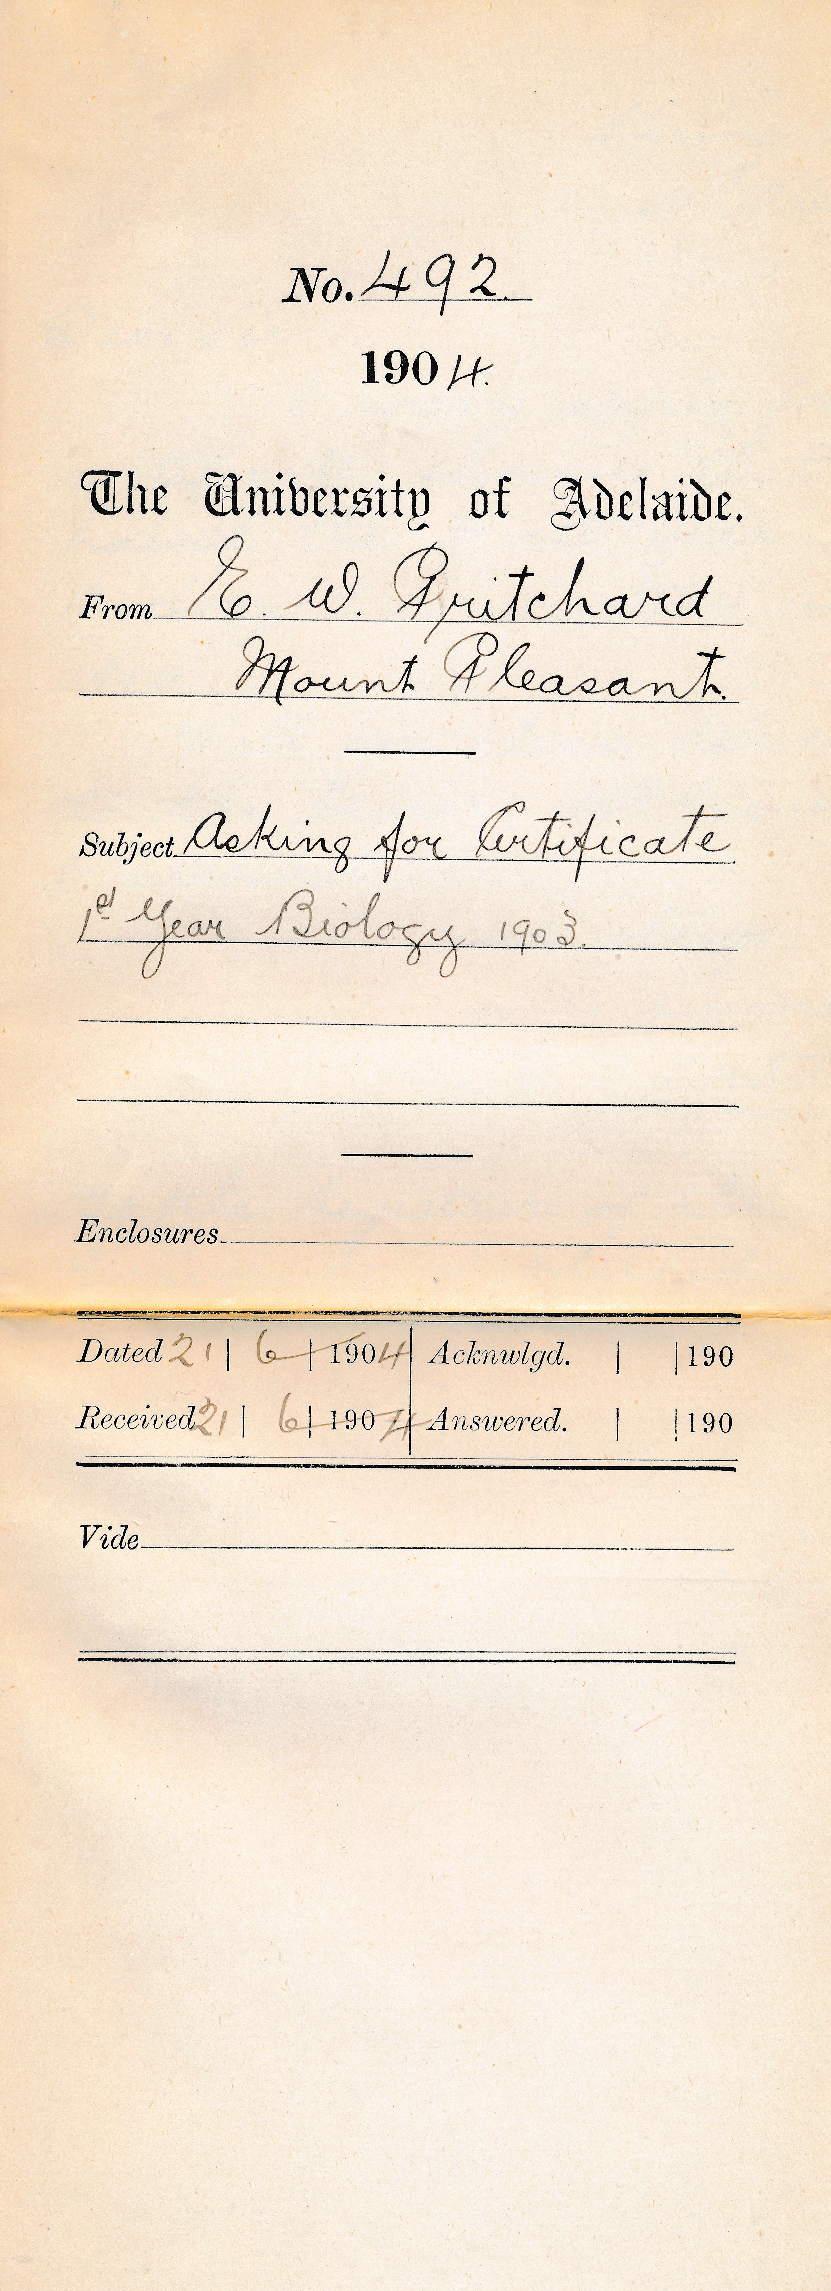 No. 492.
1904.
The University of Adelaide.
From E. W. Pritchard
Mount Pleasant.
Subject Asking for Certificate
1st Year Biology 1903.
Enclosures
Dated 21 | 6 | 1904 Acknwlgd. | | 190
Received 21 | 6 | 1904 Answered. | | 190
Vide